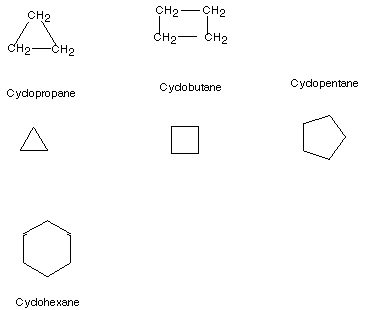 CH2
CH2 CH2
CH2 CH2
CH2 CH2
Cyclopropane
Cyclobutane
Cyclopentane
Cyclohexane